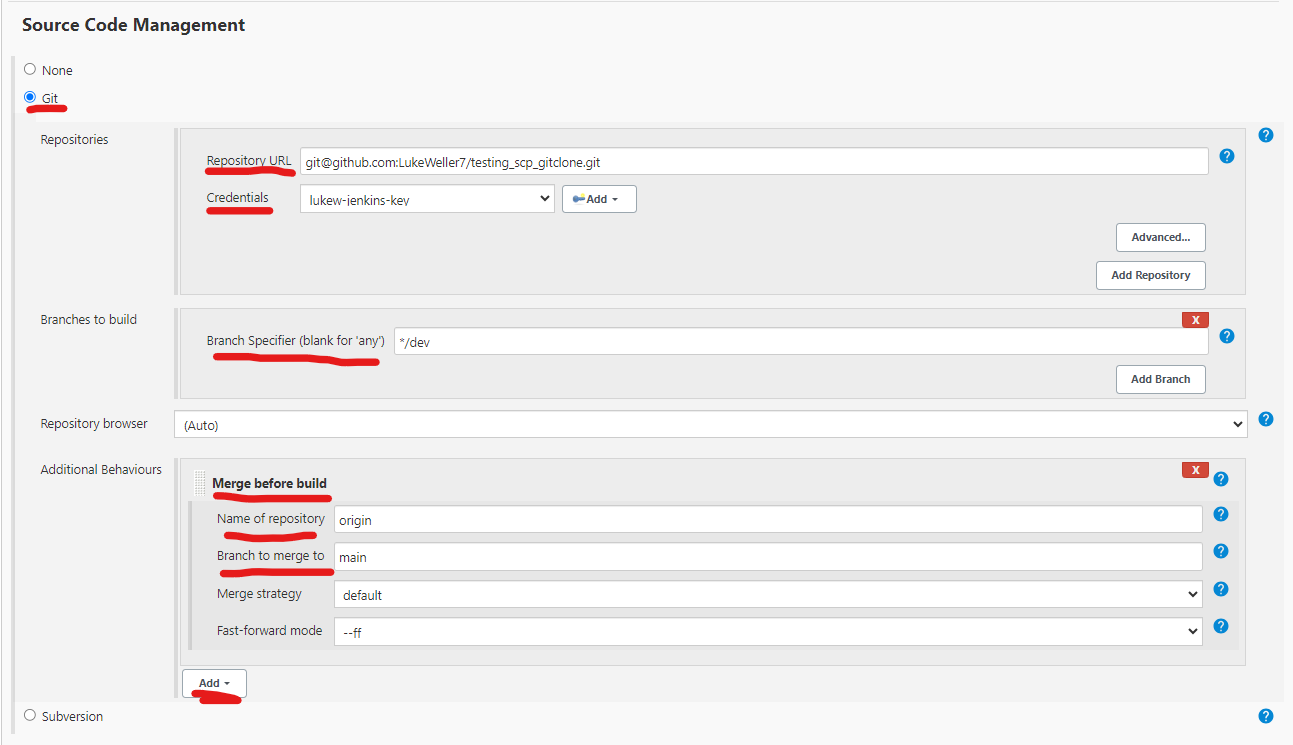 Source Code Management
None
Git
Repositories
Repository URL git@github.com:LukeWeller7/testing_scp_gitclone.git
Credentials lukew-jenkins-key Add
Advanced...
Add Repository
Branches to build
X
Branch Specifier (blank for 'any') */dev
Add Branch
Repository browser (Auto)
Additional Behaviours
X
Merge before build
Name of repository origin
Branch to merge to main
Merge strategy default
Fast-forward mode --ff
Add
Subversion